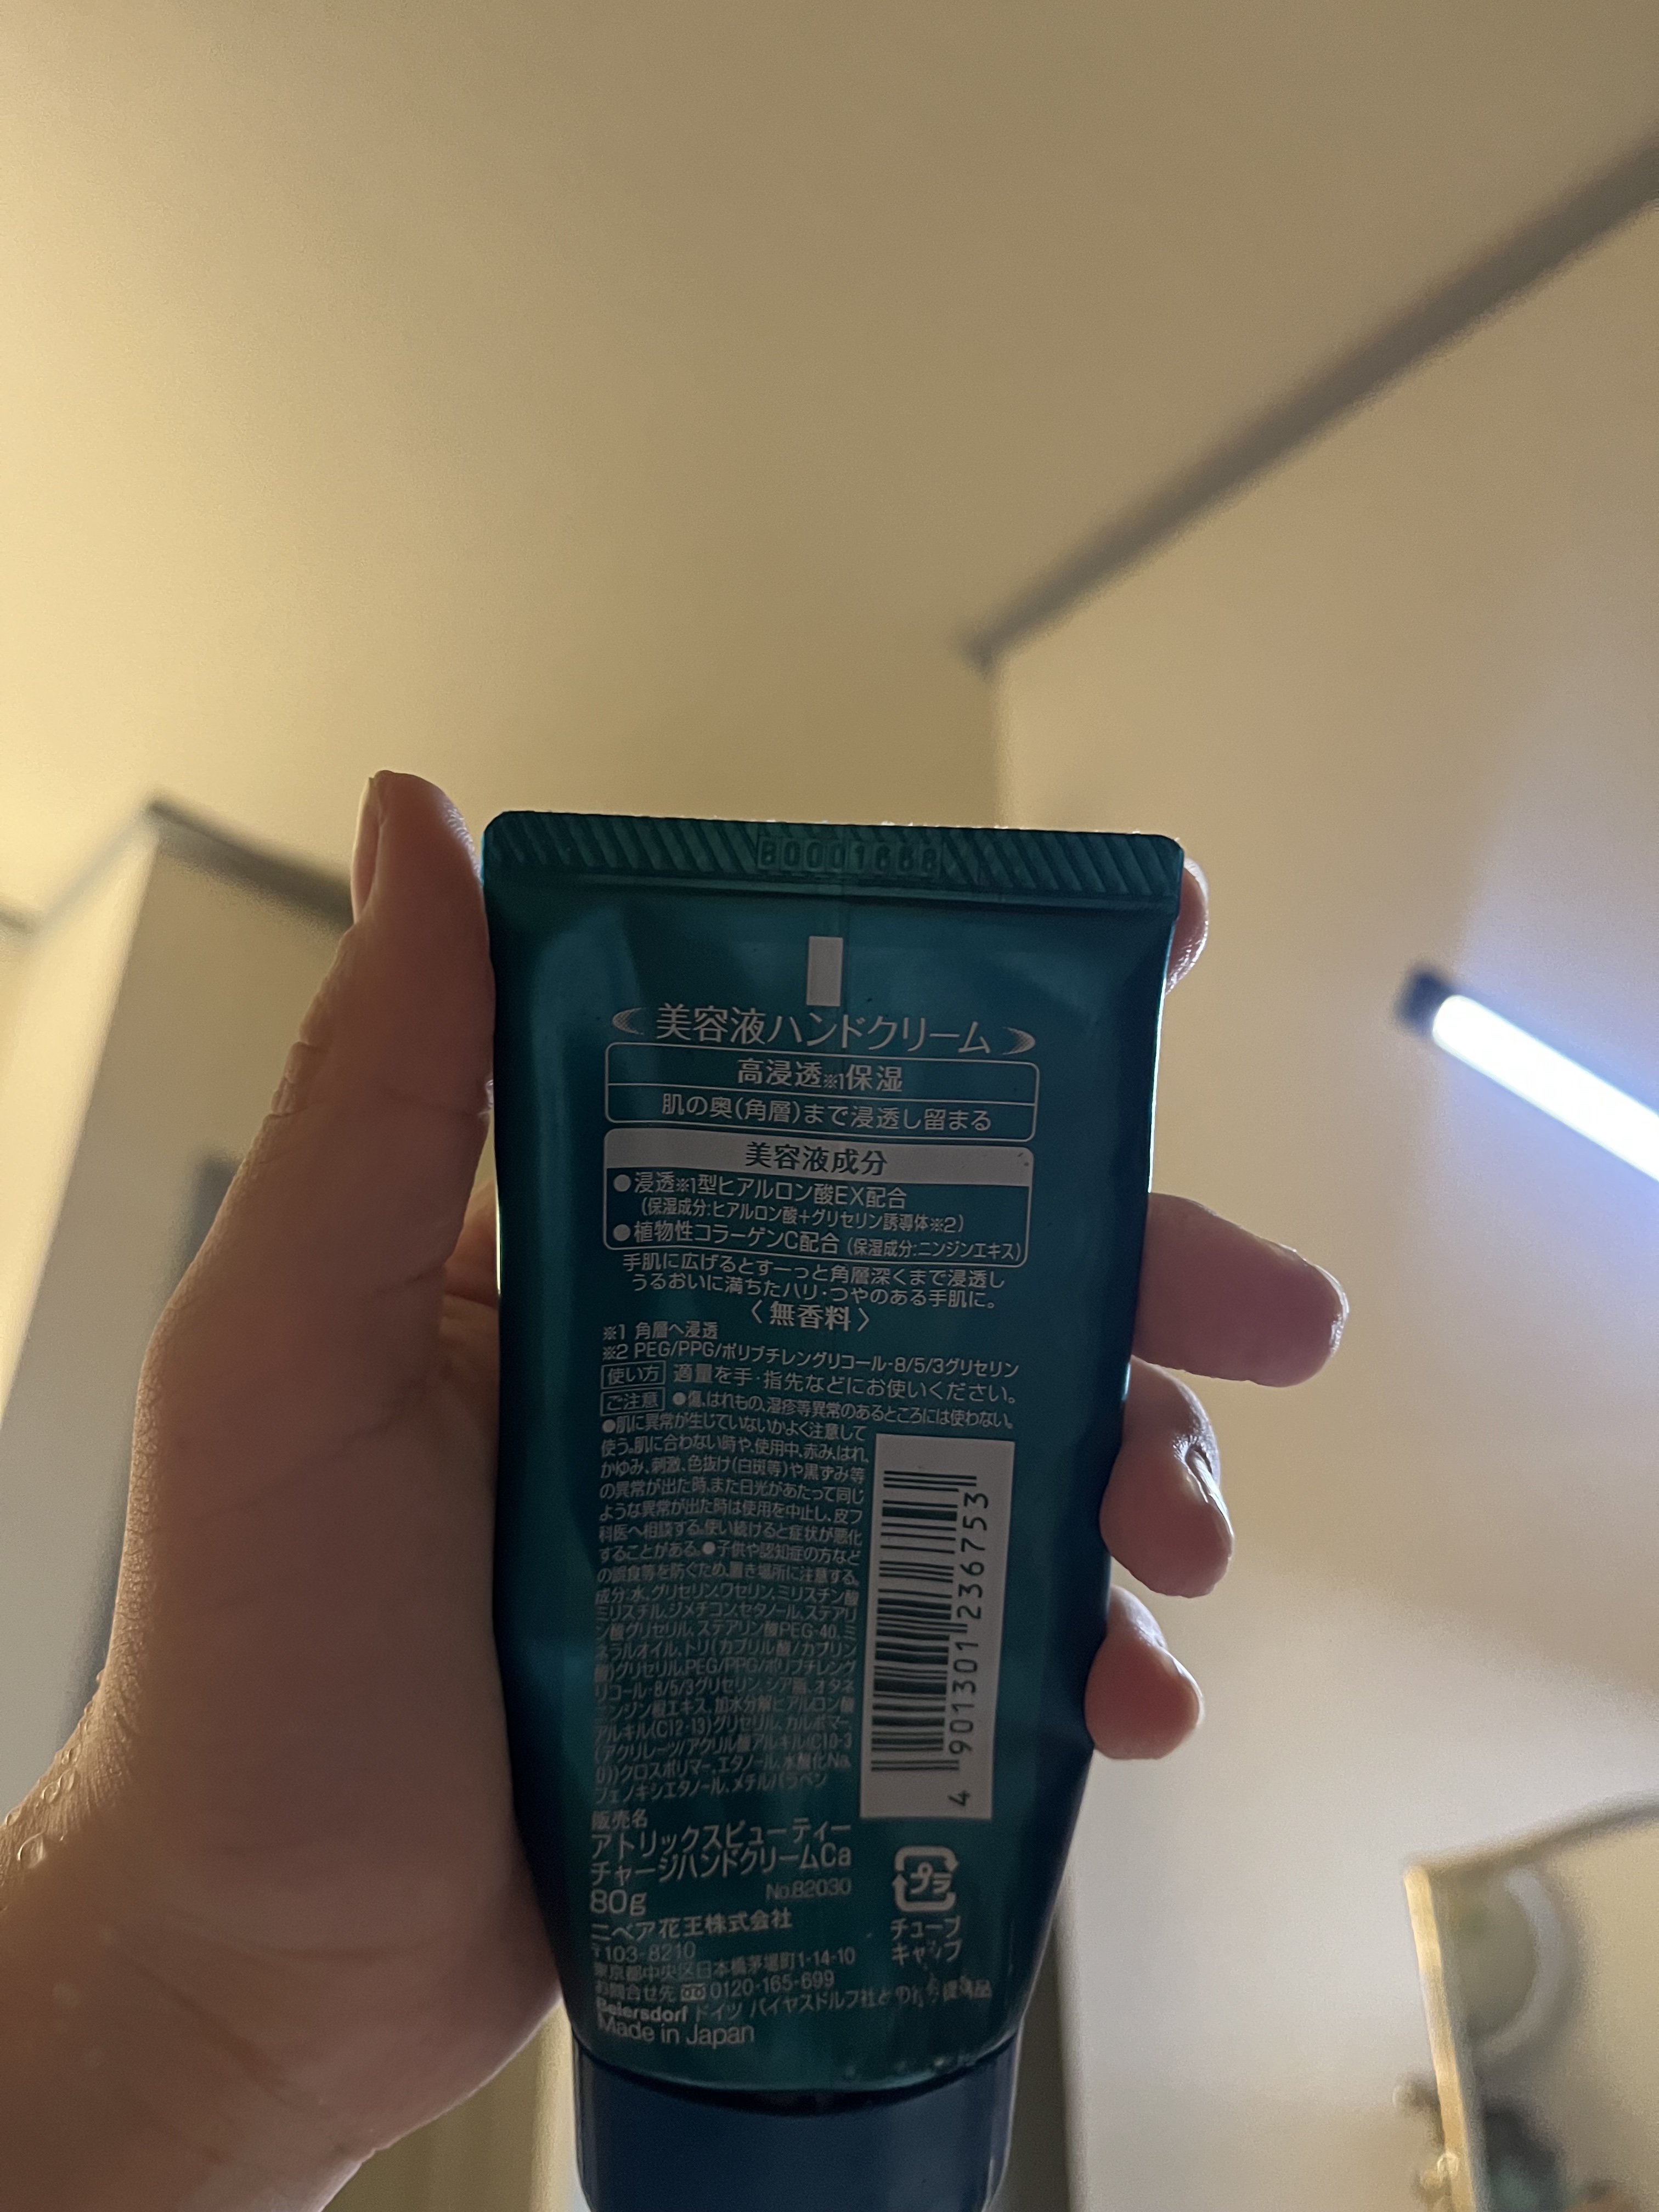 美容液ハンドクリーム
高浸透※1保湿
肌の奥(角層)まで浸透し留まる
美容液成分
●浸透※1型ヒアルロン酸EX配合
(保湿成分:ヒアルロン酸+グリセリン誘導体※2)
●植物性コラーゲンC配合(保湿成分:ニンジンエキス)
手肌に広げるとすーっと角層深くまで浸透し
うるおいに満ちたハリ・つやのある手肌に。
〈無香料〉
※1 角層へ浸透
※2 PEG/PPG/ポリブチレングリコール-8/5/3グリセリン
使い方 適量を手・指先などにお使いください。
ご注意 ●傷、はれもの、湿疹等異常のあるところには使わない。
●肌に異常が生じていないかよく注意して
使う。肌に合わない時や、使用中、赤み、はれ、
かゆみ、刺激、色抜け(白斑等)や黒ずみ等
の異常が出た時、また日光があたって同じ
ような異常が出た時は使用を中止し、皮フ
科医へ相談する。使い続けると症状が悪化
することがある。●子供や認知症の方など
の誤食等を防ぐため、置き場所に注意する。
成分:水、グリセリン、ワセリン、ミリスチン酸
ミリスチル、ジメチコン、セタノール、ステアリ
ン酸グリセリル、ステアリン酸PEG-40、ミ
ネラルオイル、トリ(カプリル酸/カプリン
酸)グリセリル、PEG/PPG/ポリブチレング
リコール-8/5/3グリセリン、シア脂、オタネ
ニンジン根エキス、加水分解ヒアルロン酸
アルキル(C12-13)グリセリル、カルボマー、
(アクリレーツ/アクリル酸アルキル(C10-3
0))クロスポリマー、エタノール、水酸化Na、
フェノキシエタノール、メチルパラベン
4 901301 236753
販売名
アトリックスビューティー
チャージハンドクリームCa
80g No.82030
ニベア花王株式会社
〒103-8210
東京都中央区日本橋茅場町1-14-10
お問合せ先 0120-165-699
Beiersdorf ドイツ バイヤスドルフ社との
Made in Japan
プラ
チューブ
キャップ